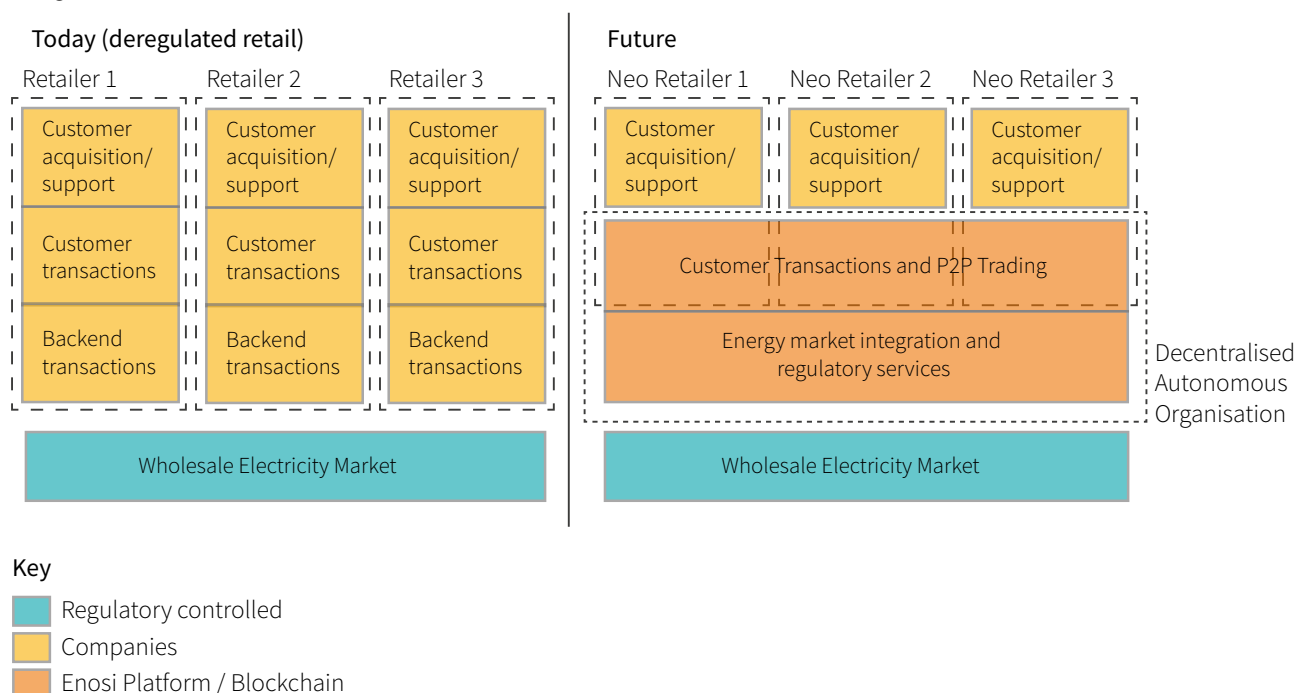 Today (deregulated retail)
Retailer 1
Retailer 2
Retailer 3
Customer
acquisition/
support
Customer
acquisition/
support
Customer
acquisition/
support
Customer
transactions
Customer
transactions
Customer
transactions
Backend
transactions
Backend
transactions
Backend
transactions
Wholesale Electricity Market
Future
Neo Retailer 1
Neo Retailer 2
Neo Retailer 3
Customer
acquisition/
support
Customer
acquisition/
support
Customer
acquisition/
support
Customer Transactions and P2P Trading
Energy market integration and
regulatory services
Decentralised
Autonomous
Organisation
Wholesale Electricity Market
Key
Regulatory controlled
Companies
Enosi Platform / Blockchain